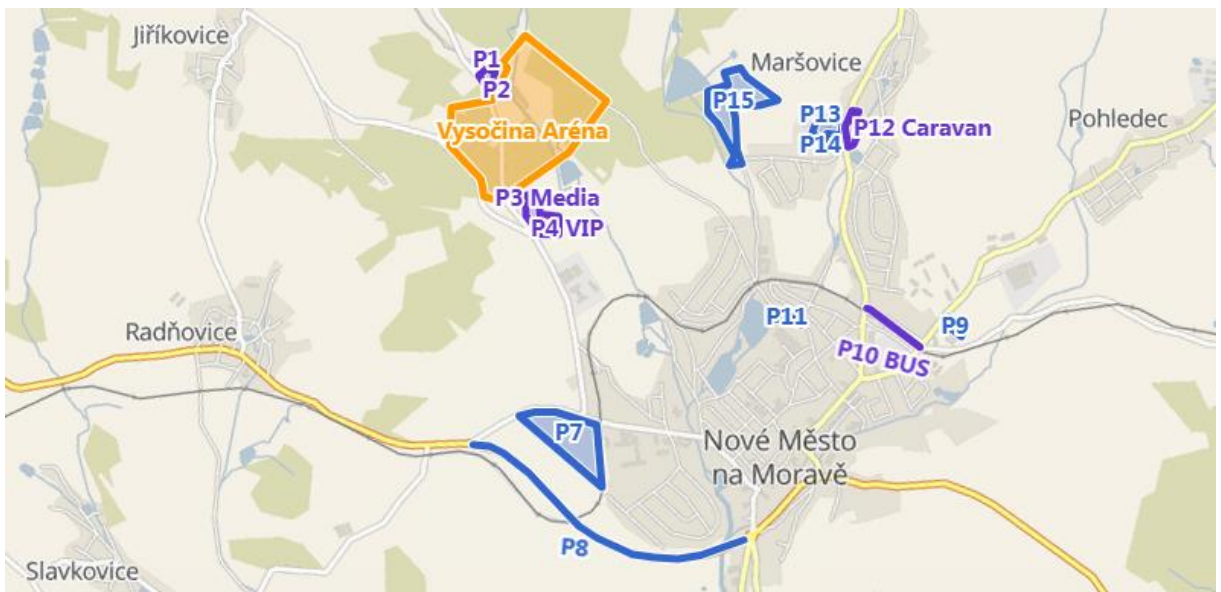 Jiříkovice
P1
P2
Vysočina Aréna
P3 Media
P4 VIP
Maršovice
P15
P13
P14
P12 Caravan
Pohledec
Radňovice
P11
P9
P10 BUS
P7
Nové Město
na Moravě
P8
Slavkovice